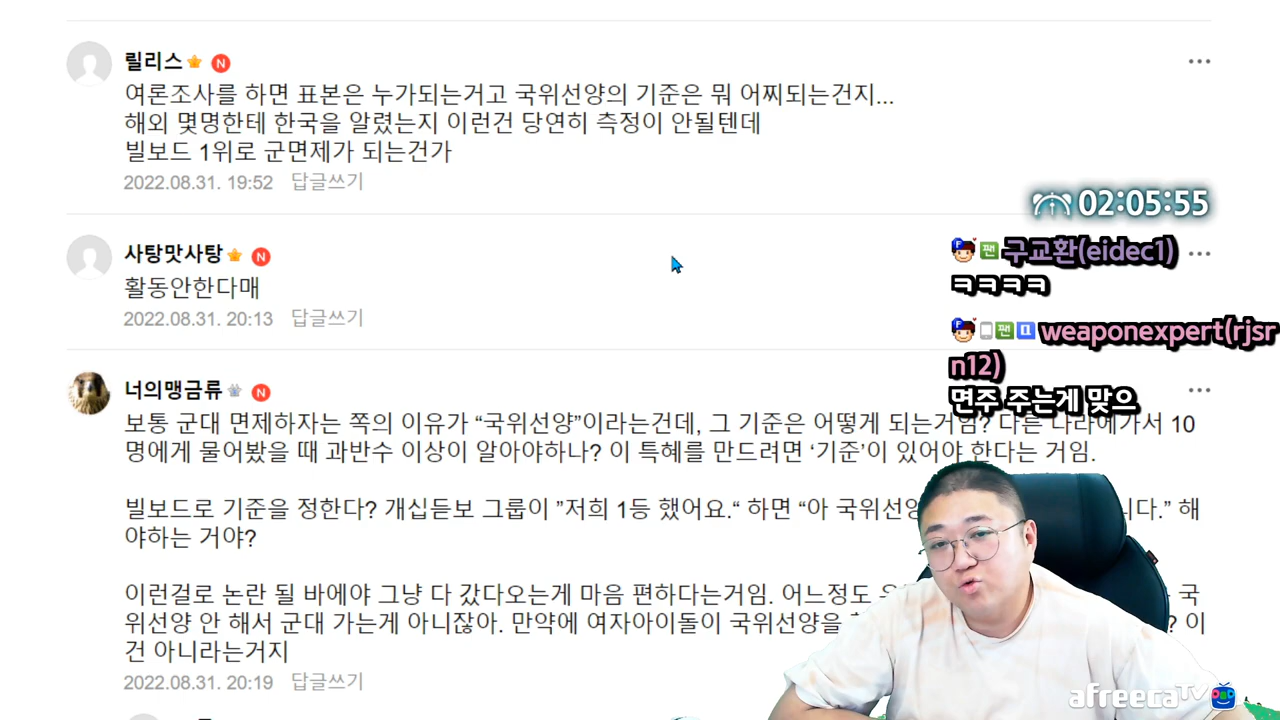 릴리스 N
여론조사를 하면 표본은 누가되는거고 국위선양의 기준은 뭐 어찌되는건지...
해외 몇명한테 한국을 알렸는지 이런건 당연히 측정이 안될텐데
빌보드 1위로 군면제가 되는건가
2022.08.31. 19:52 답글쓰기
사탕맛사탕 N
활동안한다매
2022.08.31. 20:13 답글쓰기
너의맹금류 N
보통 군대 면제하자는 쪽의 이유가 “국위선양”이라는건데, 그 기준은 어떻게 되는거임? 다른 나라에가서 10
명에게 물어봤을 때 과반수 이상이 알아야하나? 이 특혜를 만드려면 ‘기준’이 있어야 한다는 거임.
빌보드로 기준을 정한다? 개십듣보 그룹이 ”저희 1등 했어요.“ 하면 “아 국위선양 니다.” 해
야하는 거야?
이런걸로 논란 될 바에야 그냥 다 갔다오는게 마음 편하다는거임. 어느정도 국
위선양 안 해서 군대 가는게 아니잖아. 만약에 여자아이돌이 국위선양을 ? 이
건 아니라는거지
2022.08.31. 20:19 답글쓰기
02:05:55
F 팬 구교환(eidec1)
ㅋㅋㅋㅋ
F 팬 weaponexpert(rjsr
n12)
면주 주는게 맞으
afreecaTV